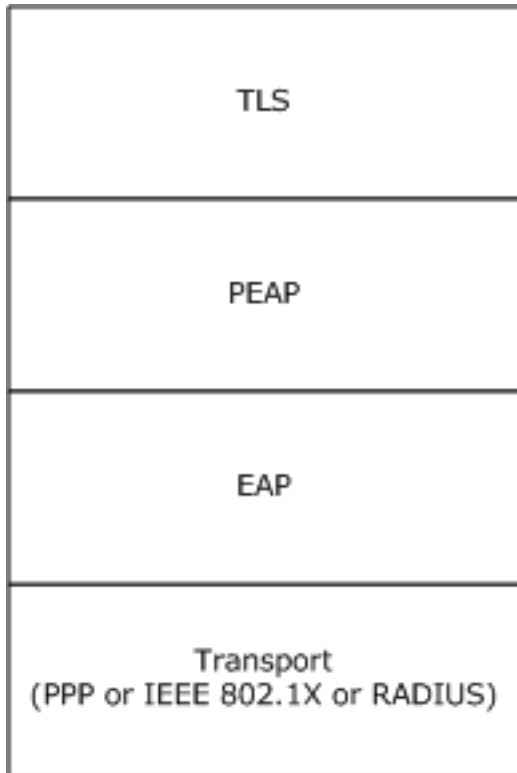 TLS
PEAP
EAP
Transport
(PPP or IEEE 802.1X or RADIUS)